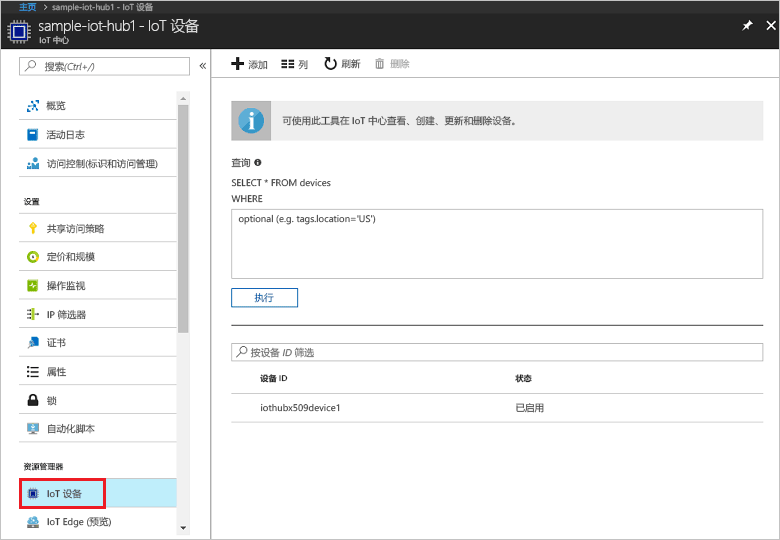 主页 > sample-iot-hub1 - IoT 设备
sample-iot-hub1 - IoT 设备
IoT 中心
搜索(Ctrl+/)
«
概览
活动日志
访问控制(标识和访问管理)
设置
共享访问策略
定价和规模
操作监视
IP 筛选器
证书
属性
锁
自动化脚本
资源管理器
IoT 设备
IoT Edge (预览)
添加 列 刷新 删除
可使用此工具在 IoT 中心查看、创建、更新和删除设备。
查询
SELECT * FROM devices
WHERE
optional (e.g. tags.location='US')
执行
按设备 ID 筛选
设备 ID 状态
iothubx509device1 已启用